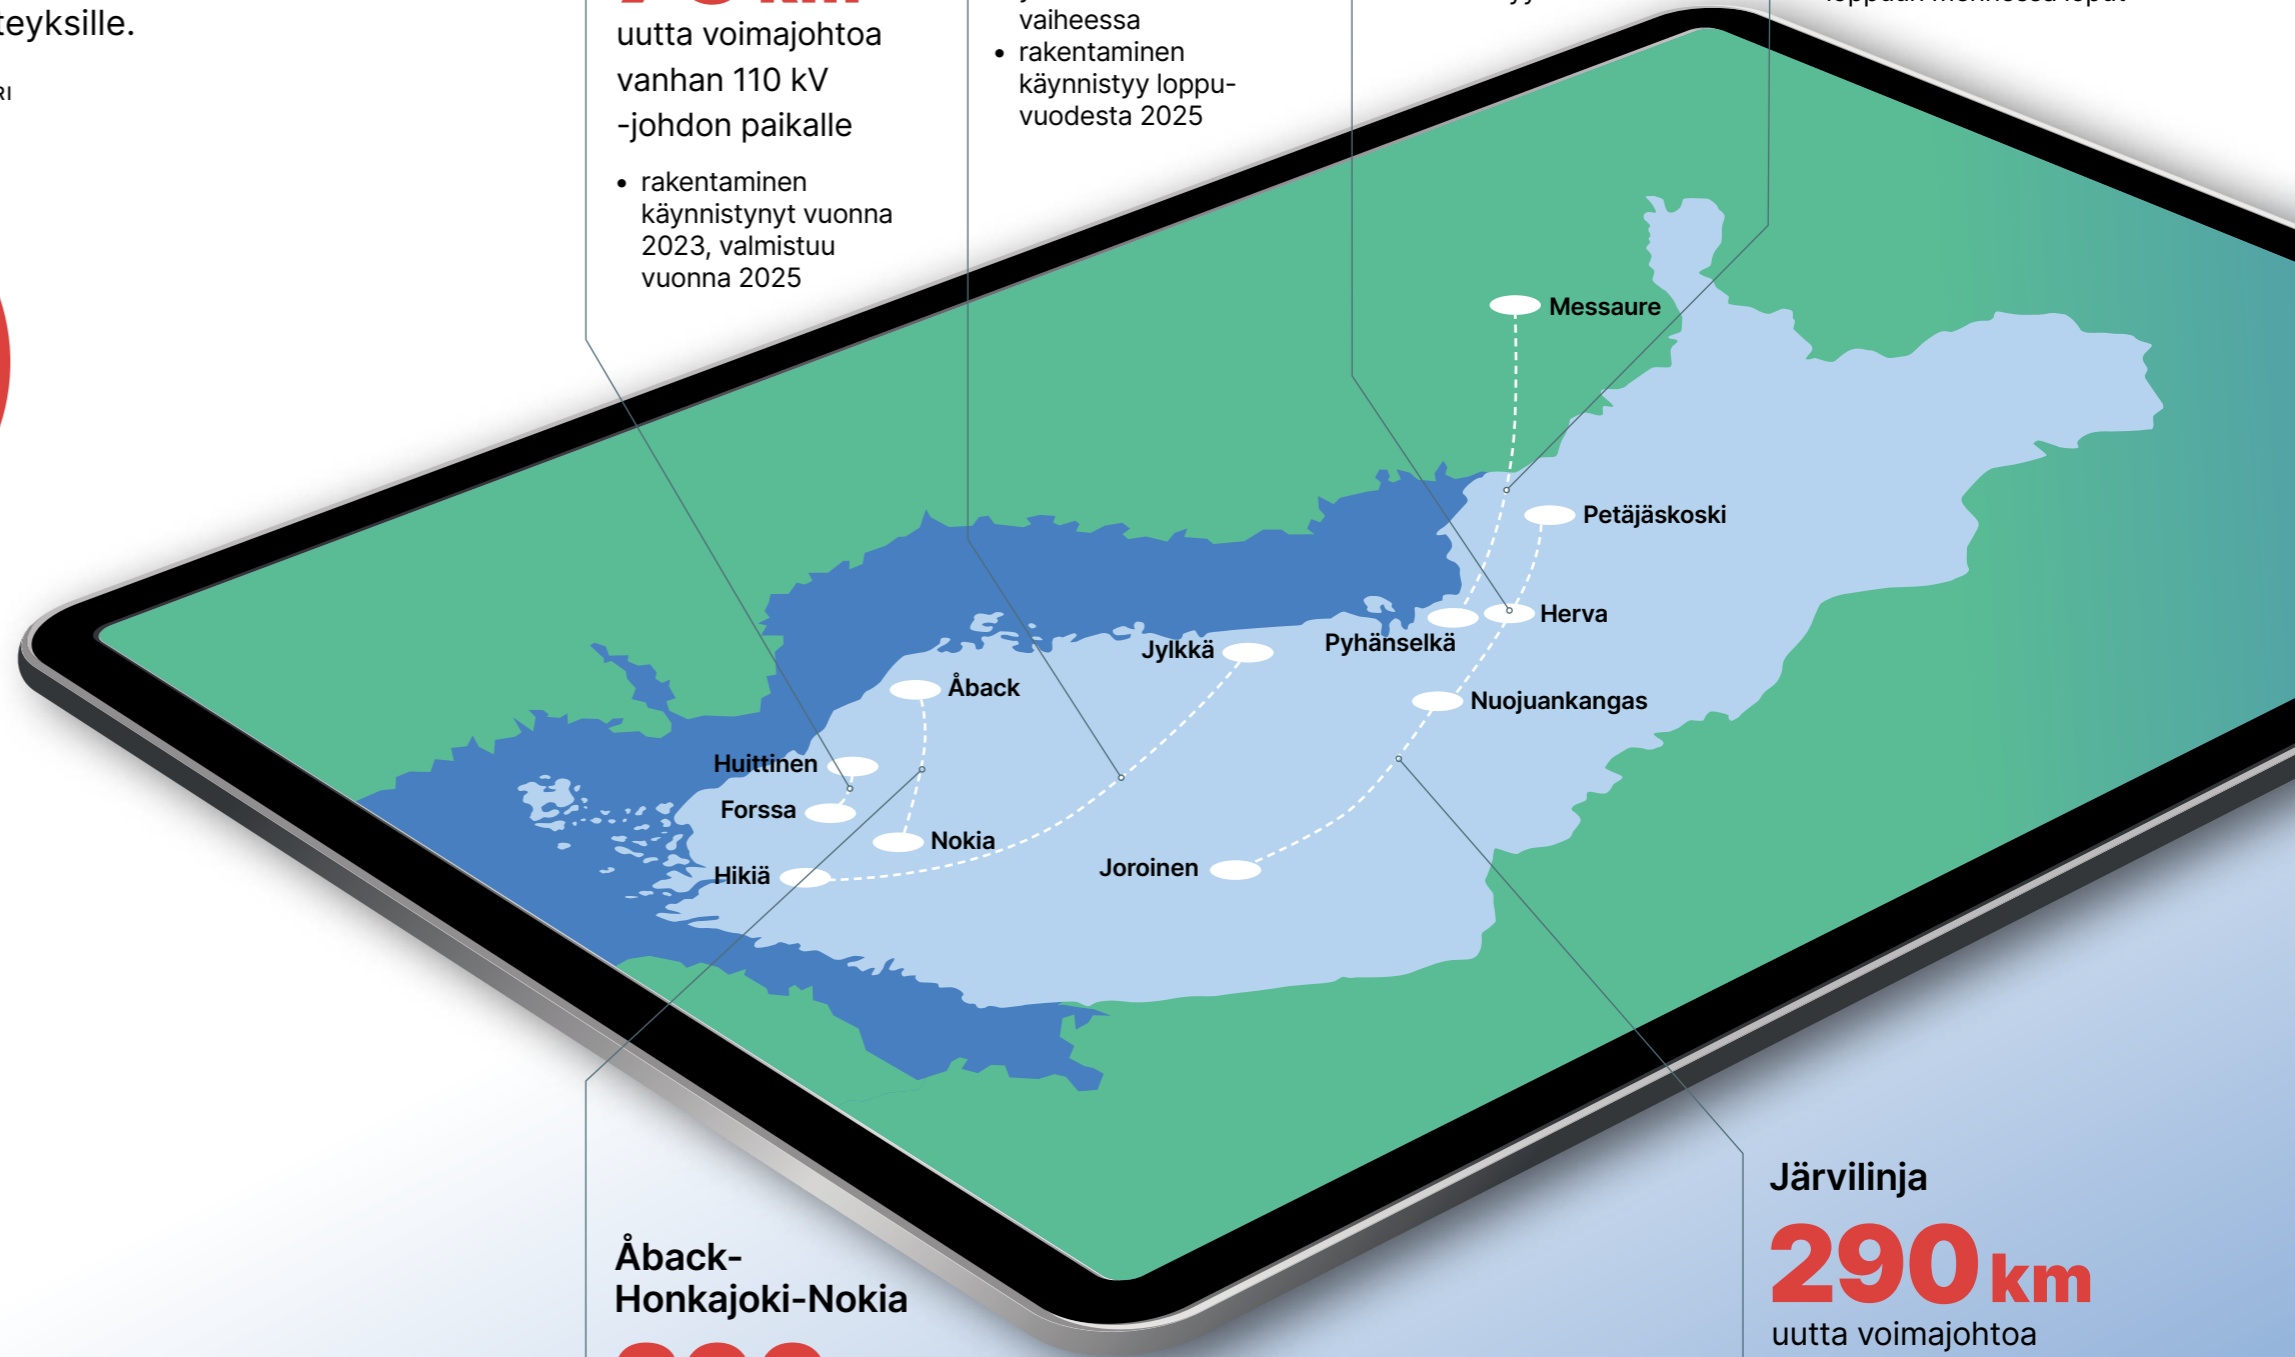 teyksille.
RI
km
uutta voimajohtoa
vanhan 110 kV
-johdon paikalle
• rakentaminen
käynnistynyt vuonna
2023, valmistuu
vuonna 2025
vaiheessa
• rakentaminen
käynnistyy loppu-
vuodesta 2025
Messaure
Petäjäskoski
Herva
Pyhänselkä
Jylkkä
Åback
Nuojuankangas
Huittinen
Forssa
Nokia
Hikiä
Joroinen
Åback-
Honkajoki-Nokia
Järvilinja
290 km
uutta voimajohtoa